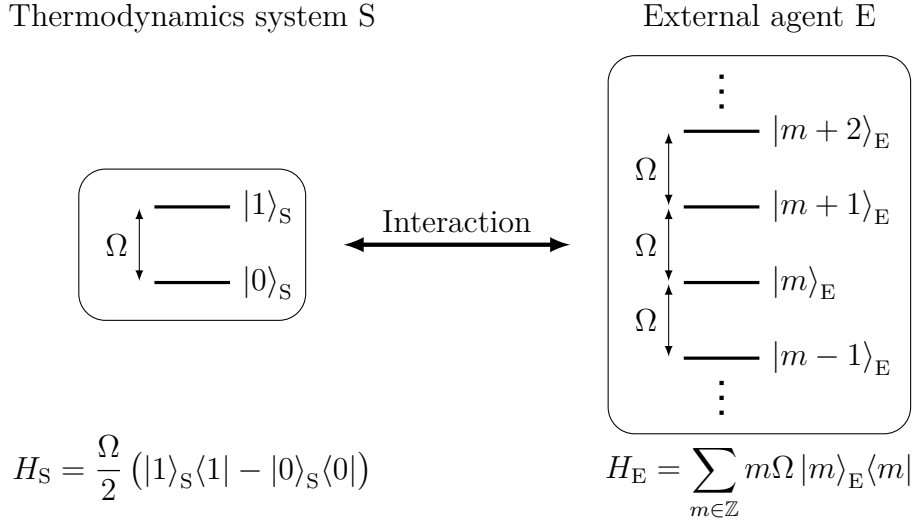 Thermodynamics system S
External agent E
⋮
|m + 2⟩_E
Ω
|1⟩_S
|m + 1⟩_E
Ω
Interaction
Ω
|0⟩_S
|m⟩_E
Ω
|m − 1⟩_E
⋮
H_S = Ω/2 (|1⟩_S⟨1| − |0⟩_S⟨0|)
H_E = ∑_{m∈ℤ} mΩ |m⟩_E⟨m|